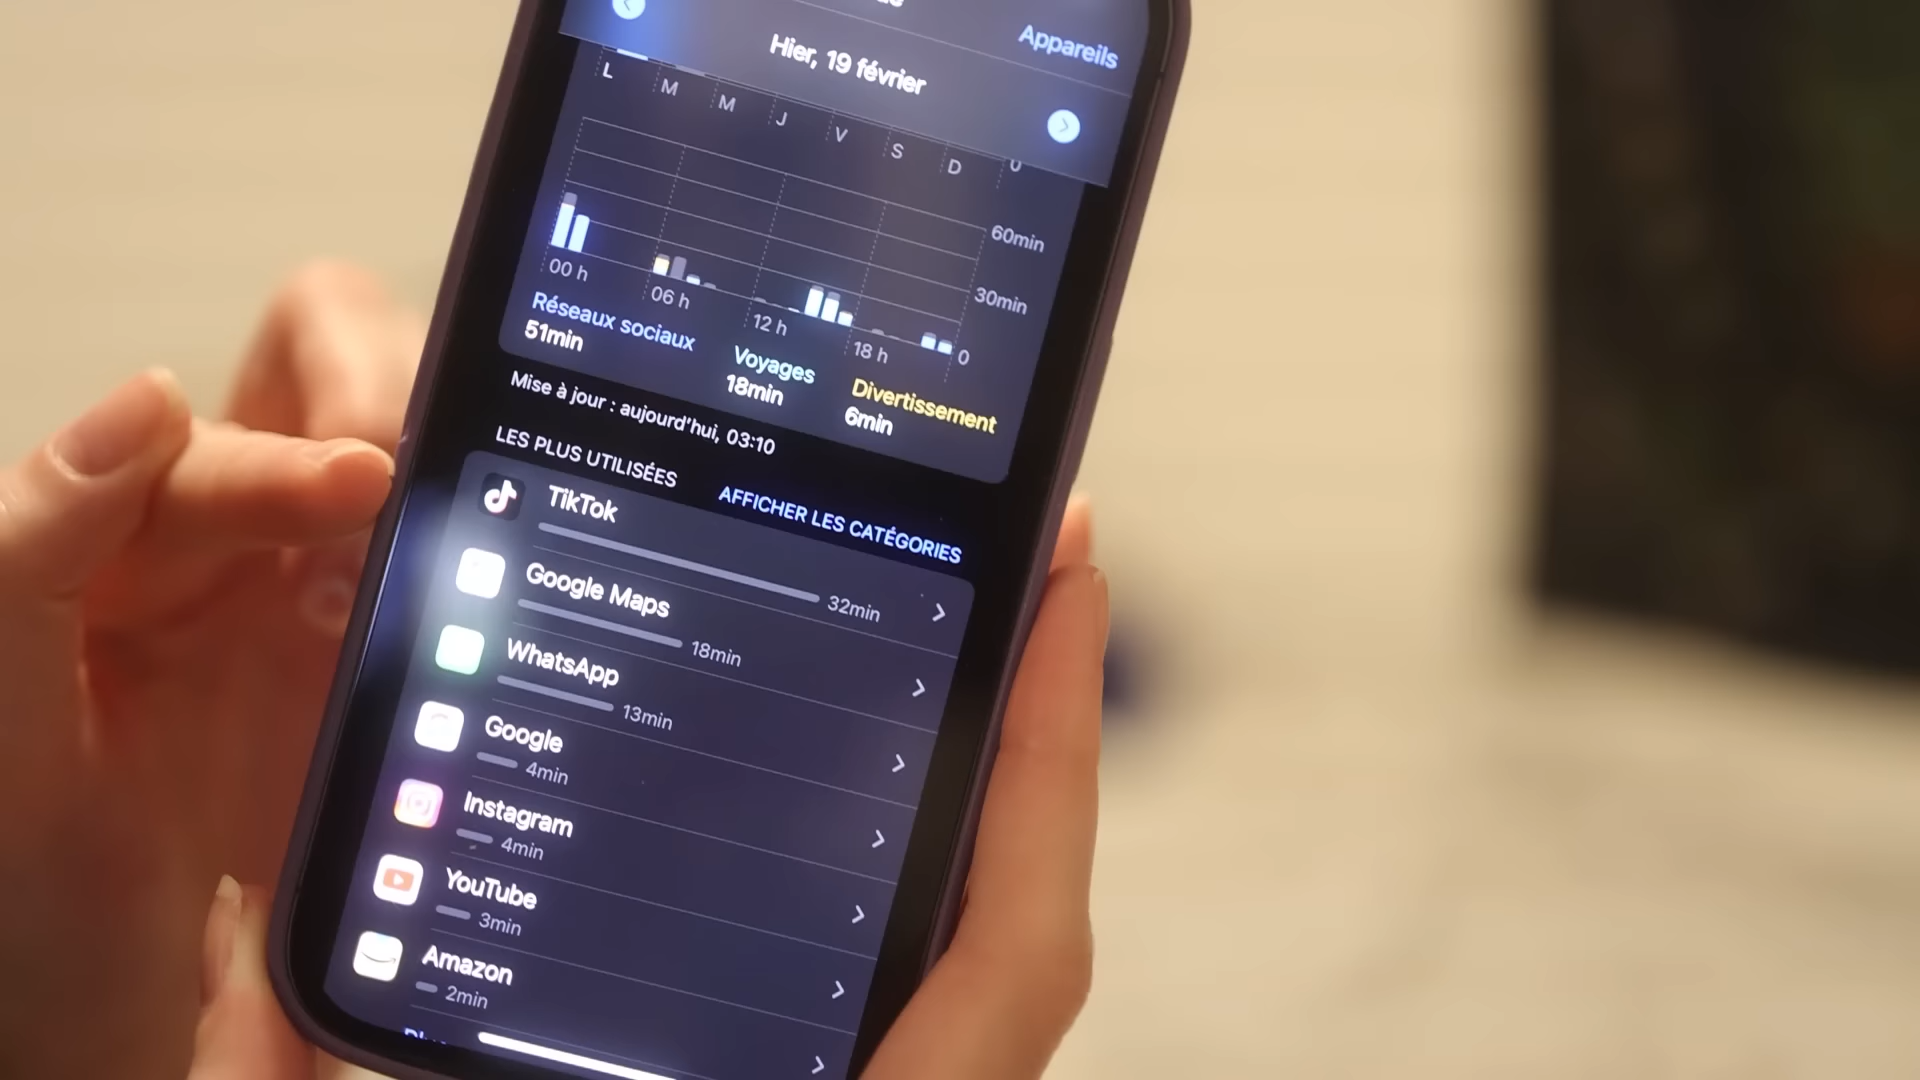 Appareils
Hier, 19 février
L M M J V S D 0
60min
30min
0
00 h 06 h 12 h 18 h
Réseaux sociaux
51min
Voyages
18min
Divertissement
6min
Mise à jour : aujourd'hui, 03:10
LES PLUS UTILISÉES
AFFICHER LES CATÉGORIES
TikTok
32min
Google Maps
18min
WhatsApp
13min
Google
4min
Instagram
4min
YouTube
3min
Amazon
2min